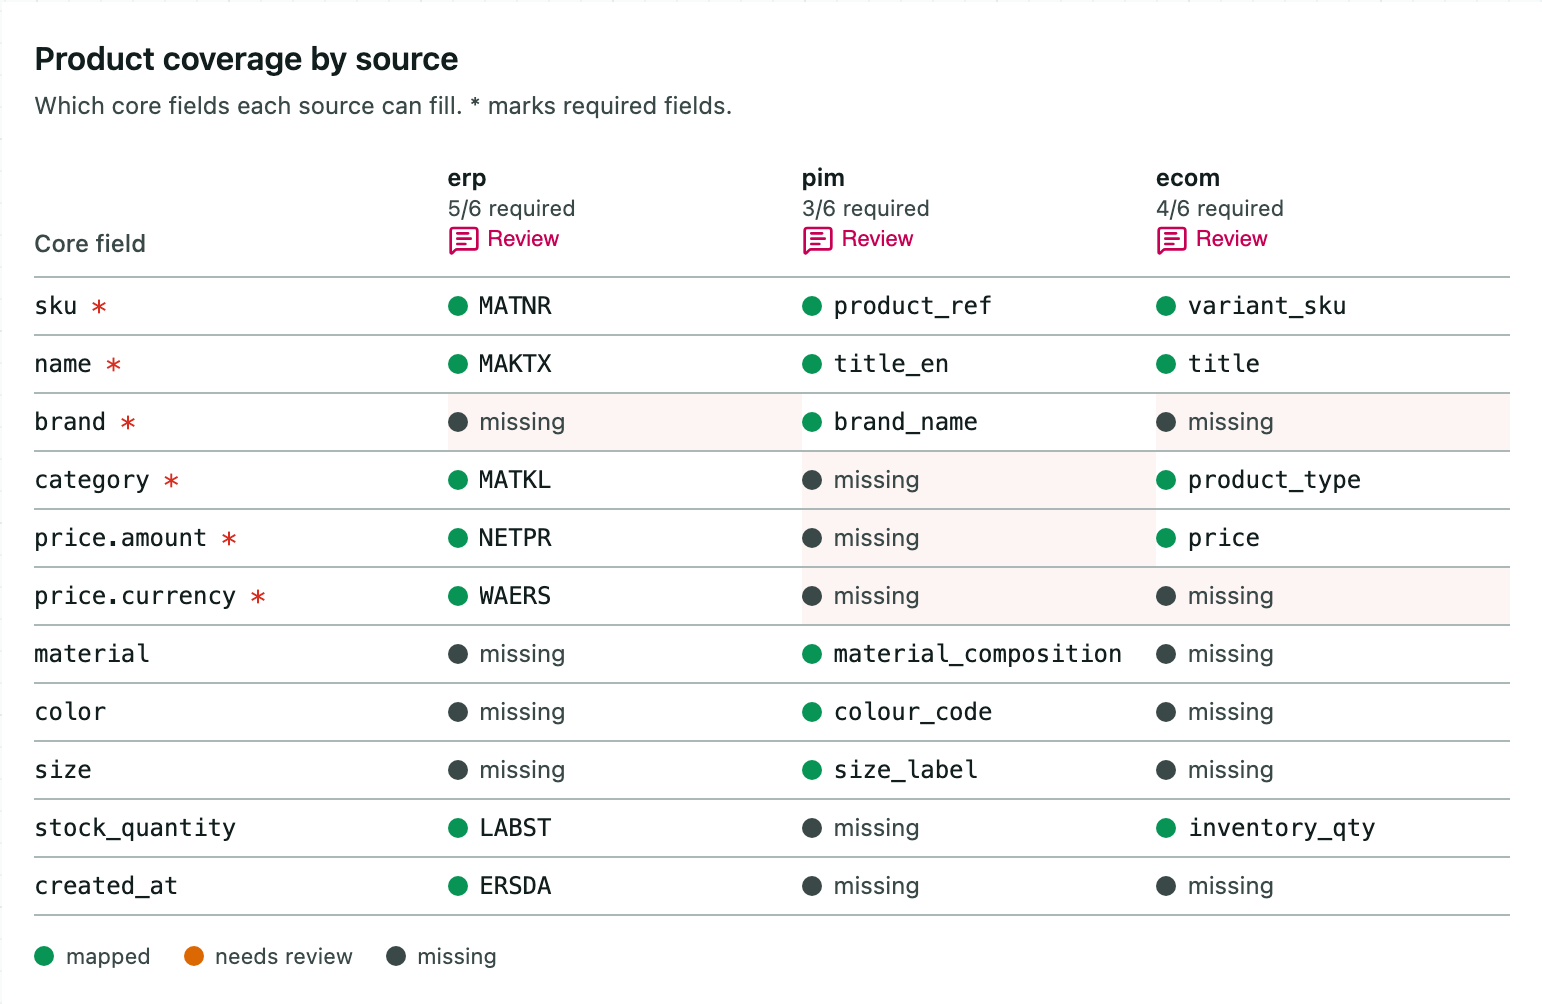 Product coverage by source
Which core fields each source can fill. * marks required fields.
Core field erp pim ecom
5/6 required 3/6 required 4/6 required
Review Review Review
sku * MATNR product_ref variant_sku
name * MAKTX title_en title
brand * missing brand_name missing
category * MATKL missing product_type
price.amount * NETPR missing price
price.currency * WAERS missing missing
material missing material_composition missing
color missing colour_code missing
size missing size_label missing
stock_quantity LABST missing inventory_qty
created_at ERSDA missing missing
mapped needs review missing